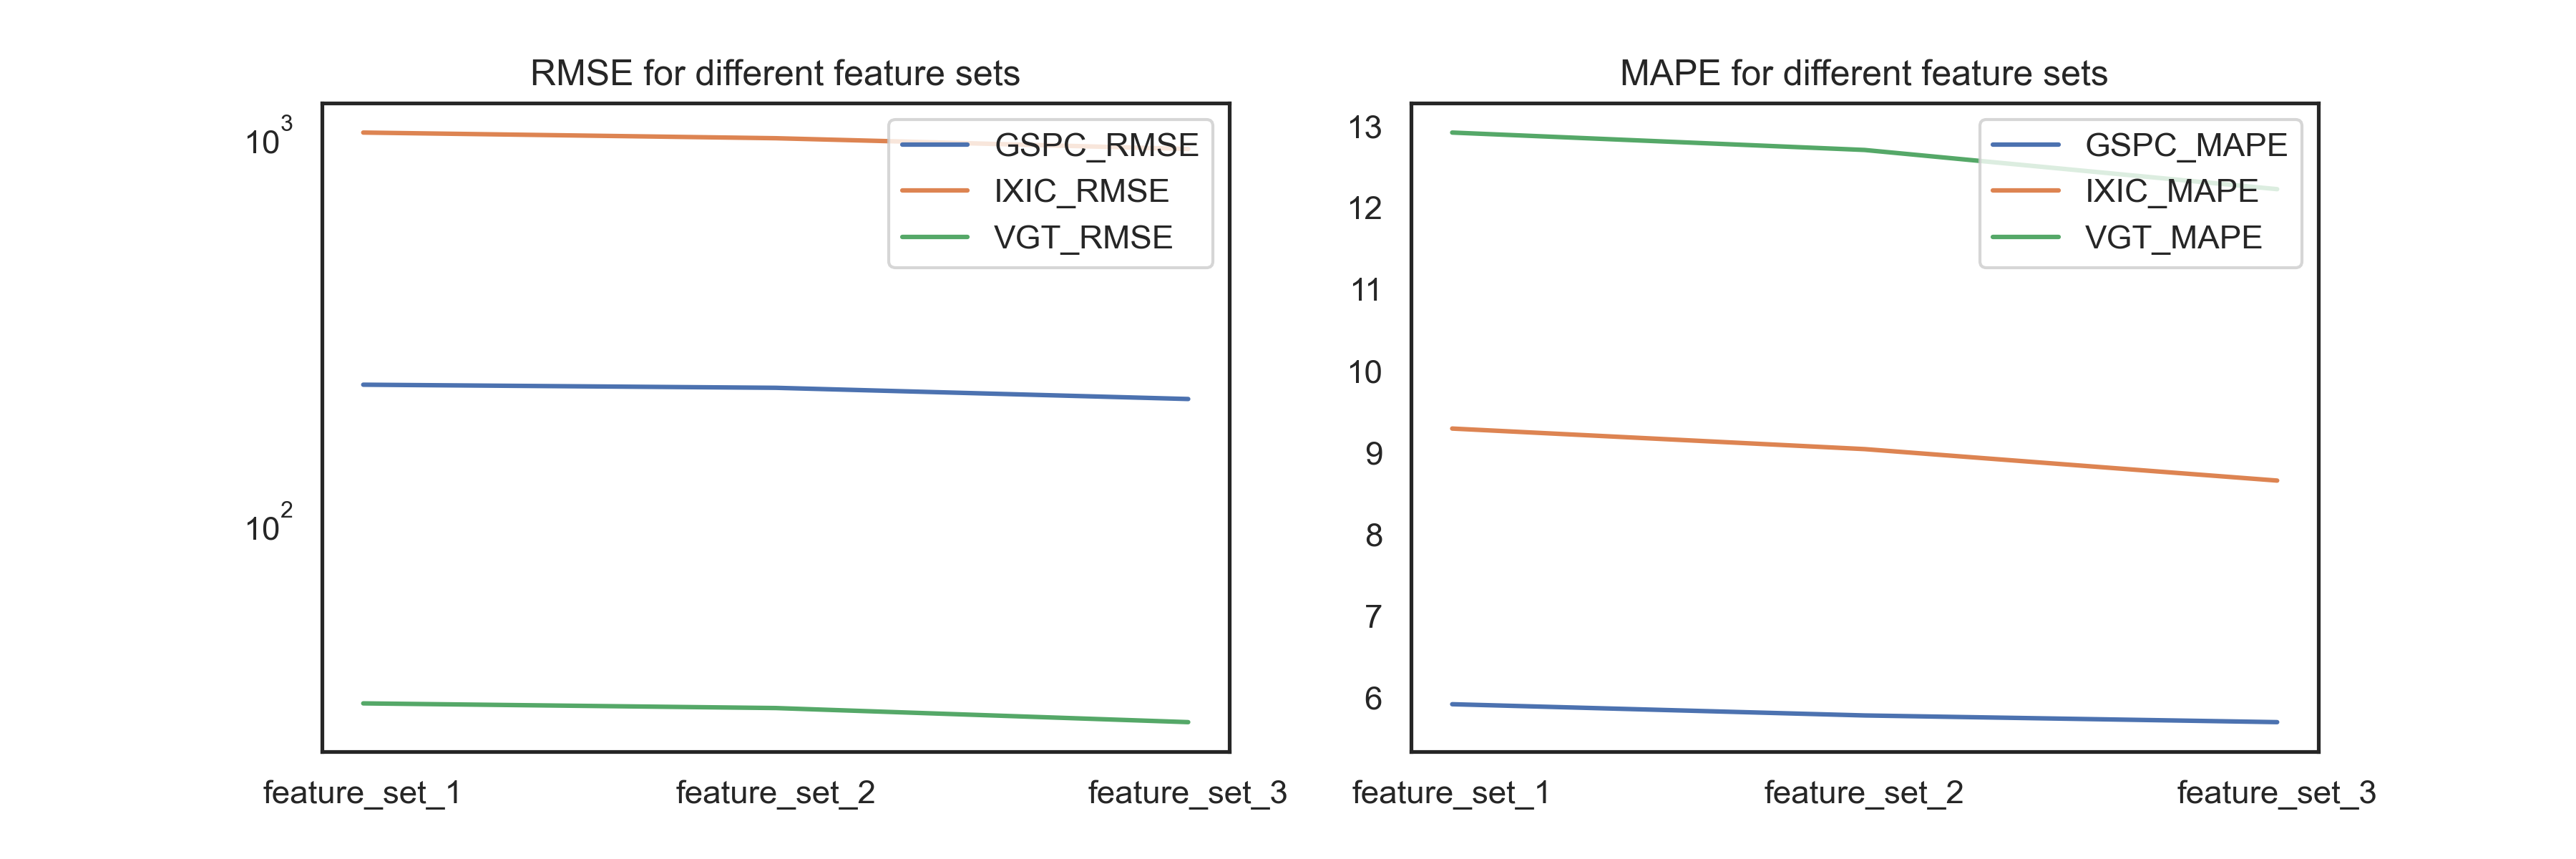 RMSE for different feature sets
10^3
10^2
GSPC_RMSE
IXIC_RMSE
VGT_RMSE
feature_set_1 feature_set_2 feature_set_3
MAPE for different feature sets
13
12
11
10
9
8
7
6
GSPC_MAPE
IXIC_MAPE
VGT_MAPE
feature_set_1 feature_set_2 feature_set_3